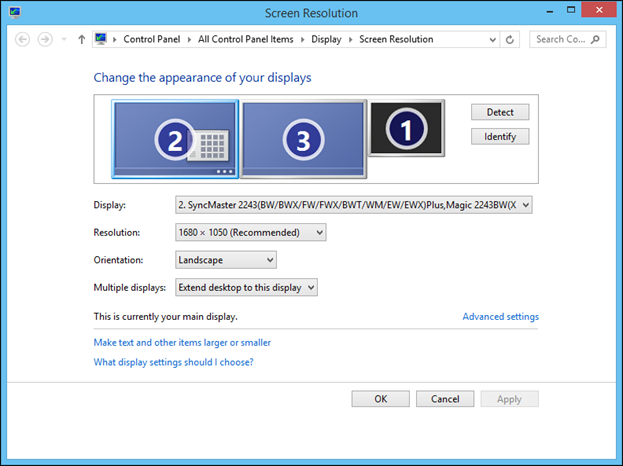 Screen Resolution
Control Panel All Control Panel Items Display Screen Resolution Search Co...
Change the appearance of your displays
2 3 1
Detect
Identify
Display: 2. SyncMaster 2243(BW/BWX/FW/FWX/BWT/WM/EW/EWX)Plus,Magic 2243BW(X
Resolution: 1680 × 1050 (Recommended)
Orientation: Landscape
Multiple displays: Extend desktop to this display
This is currently your main display. Advanced settings
Make text and other items larger or smaller
What display settings should I choose?
OK Cancel Apply